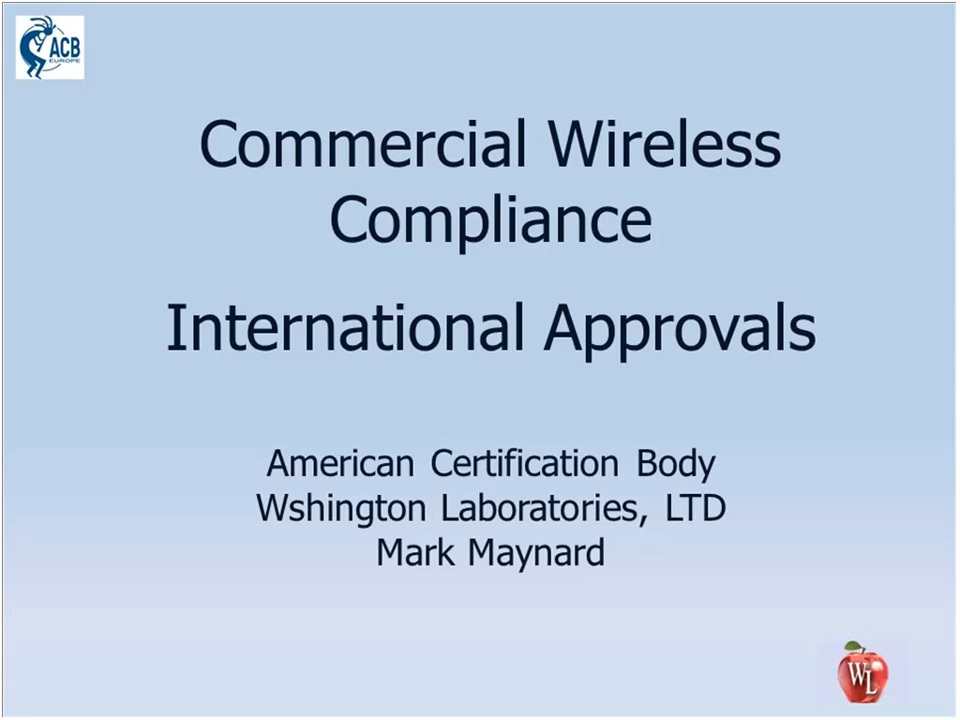 ACB
EUROPE
Commercial Wireless
Compliance
International Approvals
American Certification Body
Wshington Laboratories, LTD
Mark Maynard
WL